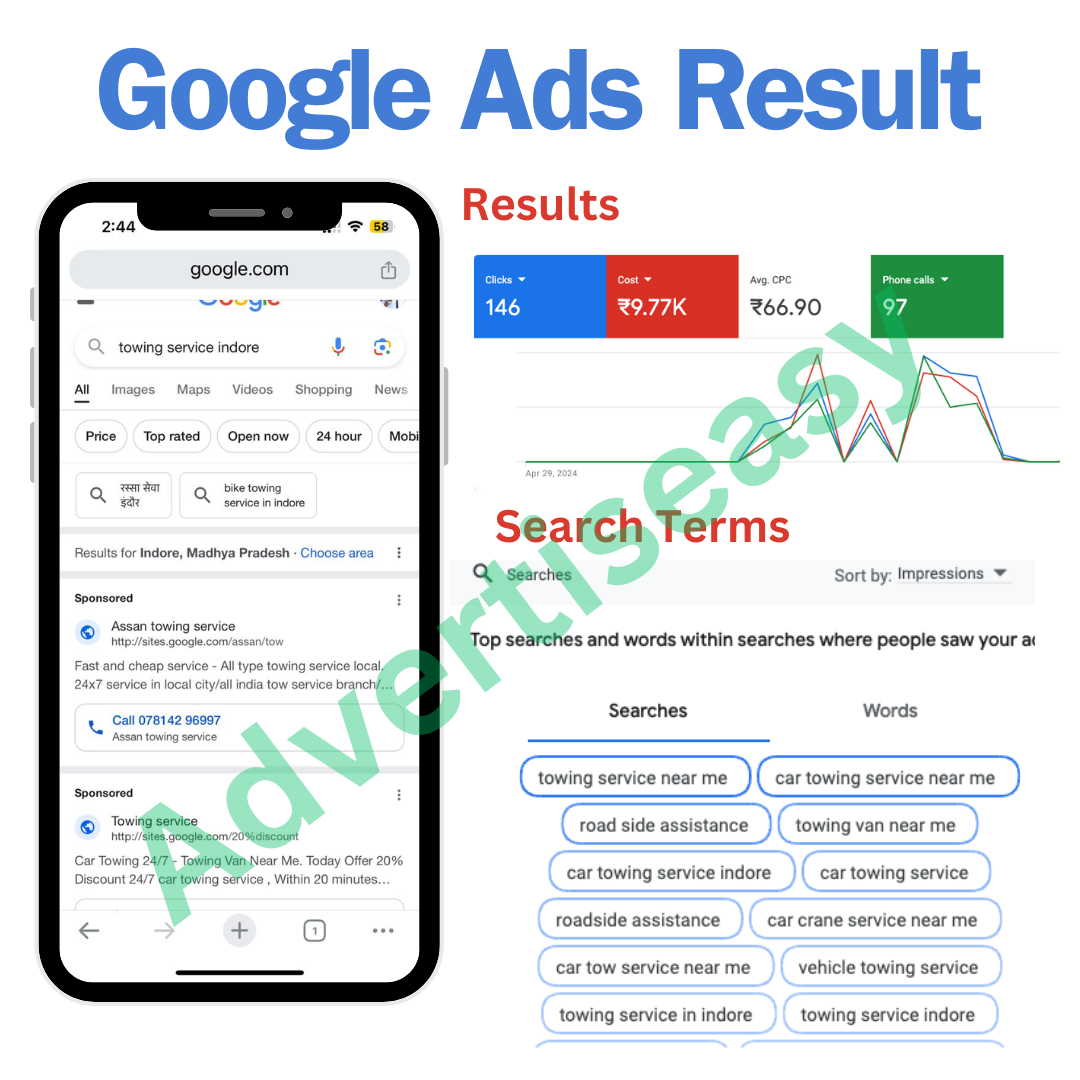 Google Ads Result
2:44
58
google.com
Google
towing service indore
All Images Maps Videos Shopping News
Price Top rated Open now 24 hour Mobi
रस्सा सेवा
इंदौर
bike towing
service in indore
Results for Indore, Madhya Pradesh · Choose area
Sponsored
Assan towing service
http://sites.google.com/assan/tow
Fast and cheap service - All type towing service local.
24x7 service in local city/all india tow service branch/...
Call 078142 96997
Assan towing service
Sponsored
Towing service
http://sites.google.com/20%discount
Car Towing 24/7 - Towing Van Near Me. Today Offer 20%
Discount 24/7 car towing service , Within 20 minutes...
1
Results
Clicks Cost Avg. CPC Phone calls
146 ₹9.77K ₹66.90 97
Apr 29, 2024
Search Terms
Searches Sort by: Impressions
Top searches and words within searches where people saw your ad
Searches Words
towing service near me car towing service near me
road side assistance towing van near me
car towing service indore car towing service
roadside assistance car crane service near me
car tow service near me vehicle towing service
towing service in indore towing service indore
Advertiseasy